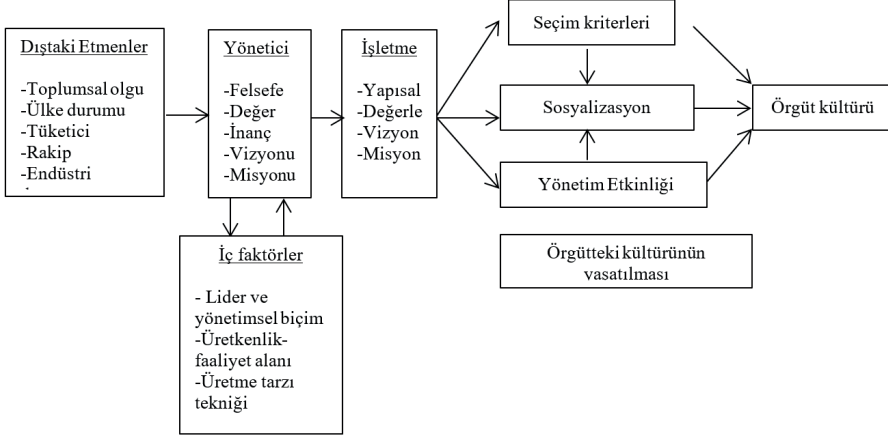 Dıştaki Etmenler
-Toplumsal olgu
-Ülke durumu
-Tüketici
-Rakip
-Endüstri
Yönetici
-Felsefe
-Değer
-İnanç
-Vizyonu
-Misyonu
İşletme
-Yapısal
-Değerle
-Vizyon
-Misyon
Seçim kriterleri
Sosyalizasyon
Yönetim Etkinliği
Örgüt kültürü
İç faktörler
- Lider ve
yönetimsel biçim
-Üretkenlik-
faaliyet alanı
-Üretme tarzı
tekniği
Örgütteki kültürünün
yaşatılması